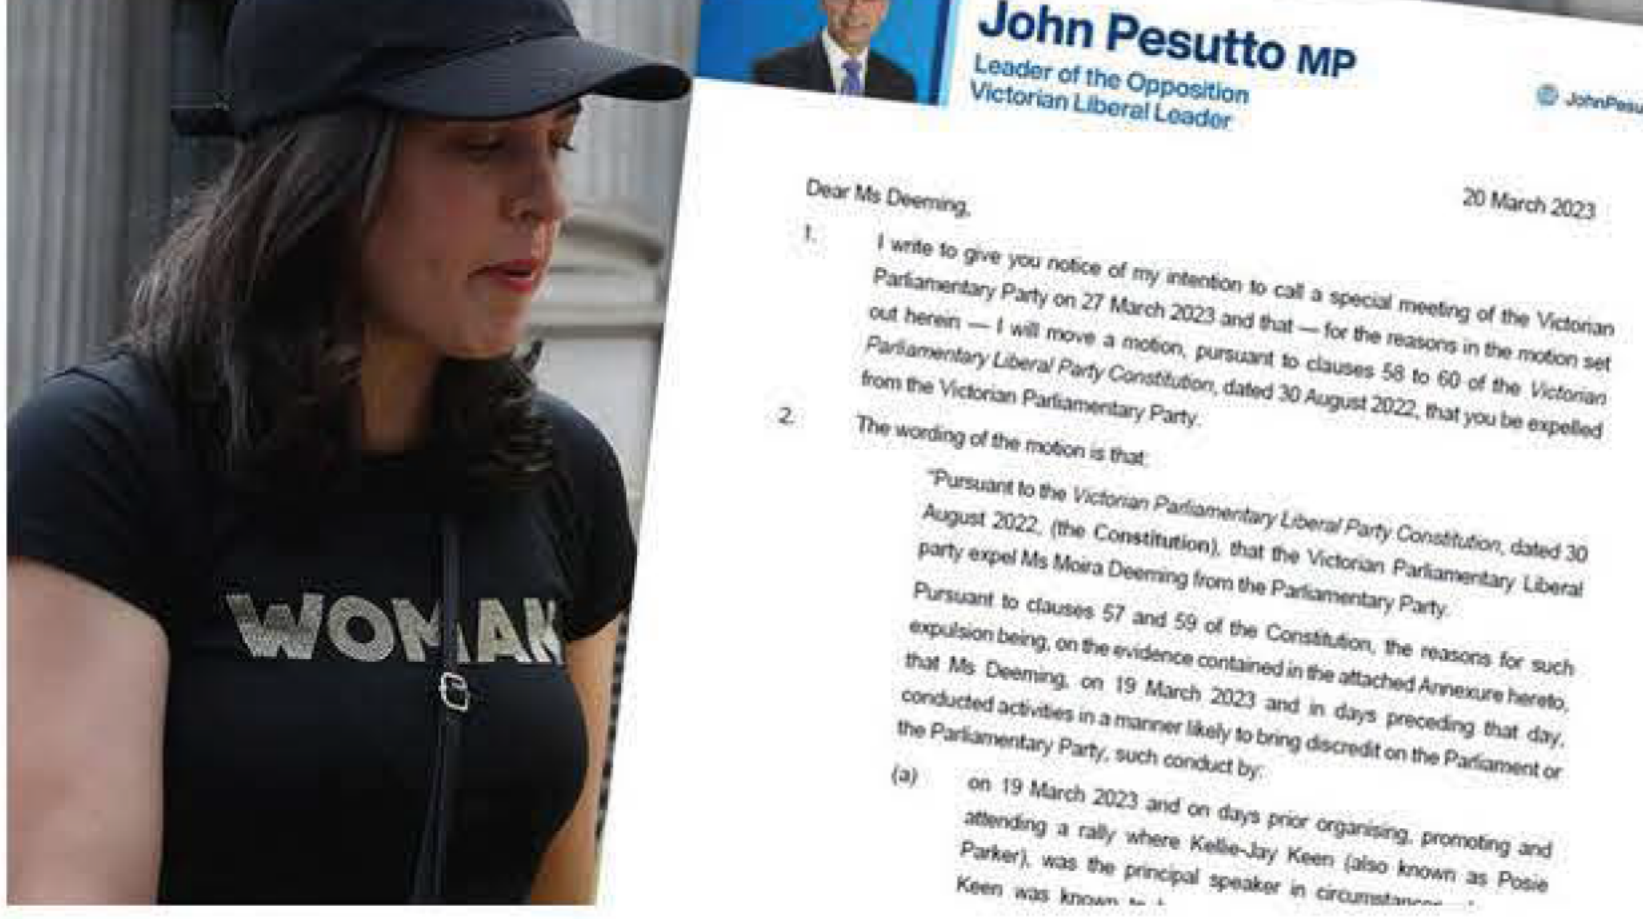 WOMAN
John Pesutto MP
Leader of the Opposition
Victorian Liberal Leader
Dear Ms Deeming,
20 March 2023
1. I write to give you notice of my intention to call a special meeting of the Victorian
Parliamentary Party on 27 March 2023 and that — for the reasons in the motion set
out herein — I will move a motion, pursuant to clauses 58 to 60 of the Victorian
Parliamentary Liberal Party Constitution, dated 30 August 2022, that you be expelled
from the Victorian Parliamentary Party.
2. The wording of the motion is that:
"Pursuant to the Victorian Parliamentary Liberal Party Constitution, dated 30
August 2022, (the Constitution), that the Victorian Parliamentary Liberal
party expel Ms Moira Deeming from the Parliamentary Party.
Pursuant to clauses 57 and 59 of the Constitution, the reasons for such
expulsion being, on the evidence contained in the attached Annexure hereto,
that Ms Deeming, on 19 March 2023 and in days preceding that day,
conducted activities in a manner likely to bring discredit on the Parliament or
the Parliamentary Party, such conduct by:
(a) on 19 March 2023 and on days prior organising, promoting and
attending a rally where Kellie-Jay Keen (also known as Posie
Parker), was the principal speaker in circumstances
Keen was known